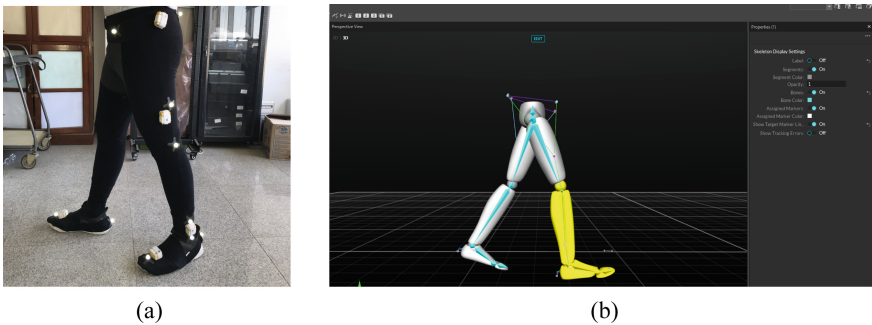 Perspective View
Properties (1)
3D
EDIT
Skeleton Display Settings
Label: Off
Segments: On
Segment Color:
Opacity: 1
Bones: On
Bone Color:
Assigned Markers: On
Assigned Marker Color:
Show Target Marker Lo..: On
Show Tracking Errors: Off
(a)
(b)